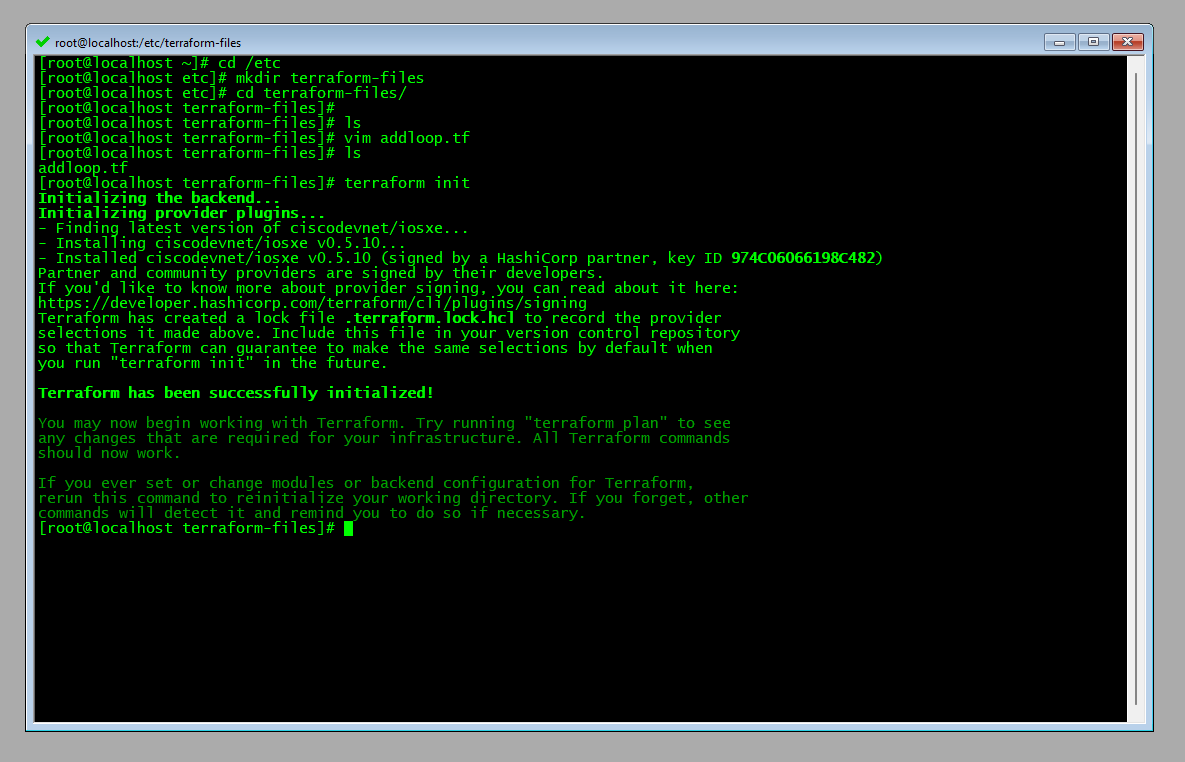 root@localhost:/etc/terraform-files
[root@localhost ~]# cd /etc
[root@localhost etc]# mkdir terraform-files
[root@localhost etc]# cd terraform-files/
[root@localhost terraform-files]#
[root@localhost terraform-files]# ls
[root@localhost terraform-files]# vim addloop.tf
[root@localhost terraform-files]# ls
addloop.tf
[root@localhost terraform-files]# terraform init
Initializing the backend...
Initializing provider plugins...
- Finding latest version of ciscodevnet/iosxe...
- Installing ciscodevnet/iosxe v0.5.10...
- Installed ciscodevnet/iosxe v0.5.10 (signed by a HashiCorp partner, key ID 974C06066198C482)
Partner and community providers are signed by their developers.
If you'd like to know more about provider signing, you can read about it here:
https://developer.hashicorp.com/terraform/cli/plugins/signing
Terraform has created a lock file .terraform.lock.hcl to record the provider
selections it made above. Include this file in your version control repository
so that Terraform can guarantee to make the same selections by default when
you run "terraform init" in the future.
Terraform has been successfully initialized!
You may now begin working with Terraform. Try running "terraform plan" to see
any changes that are required for your infrastructure. All Terraform commands
should now work.
If you ever set or change modules or backend configuration for Terraform,
rerun this command to reinitialize your working directory. If you forget, other
commands will detect it and remind you to do so if necessary.
[root@localhost terraform-files]#